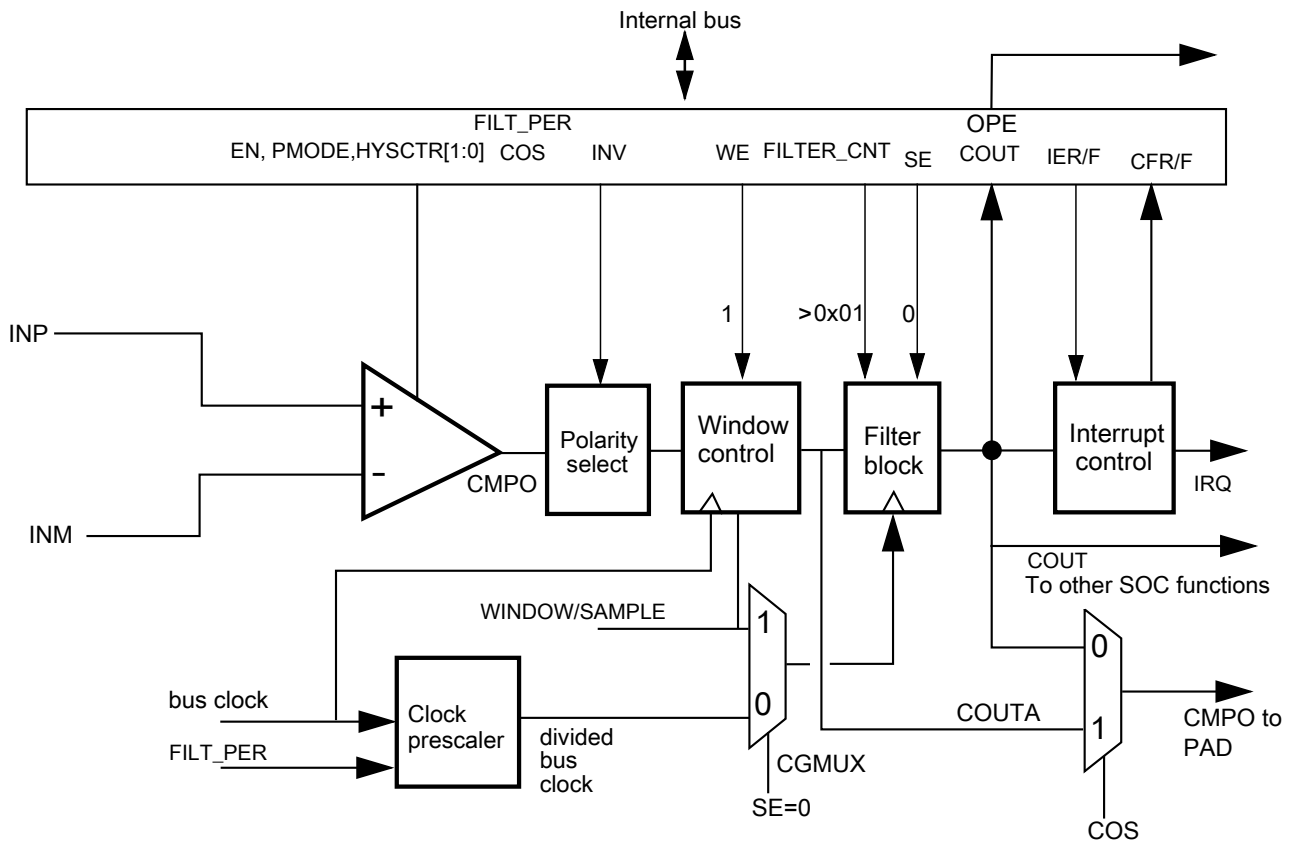 Internal bus
FILT_PER
OPE
EN, PMODE,HYSCTR[1:0]
COS
INV
WE
FILTER_CNT
SE
COUT
IER/F
CFR/F
1
>0x01
0
INP
+
-
INM
CMPO
Polarity
select
Window
control
Filter
block
Interrupt
control
IRQ
COUT
To other SOC functions
WINDOW/SAMPLE
1
0
0
1
bus clock
FILT_PER
Clock
prescaler
divided
bus
clock
CGMUX
SE=0
COUTA
CMPO to
PAD
COS